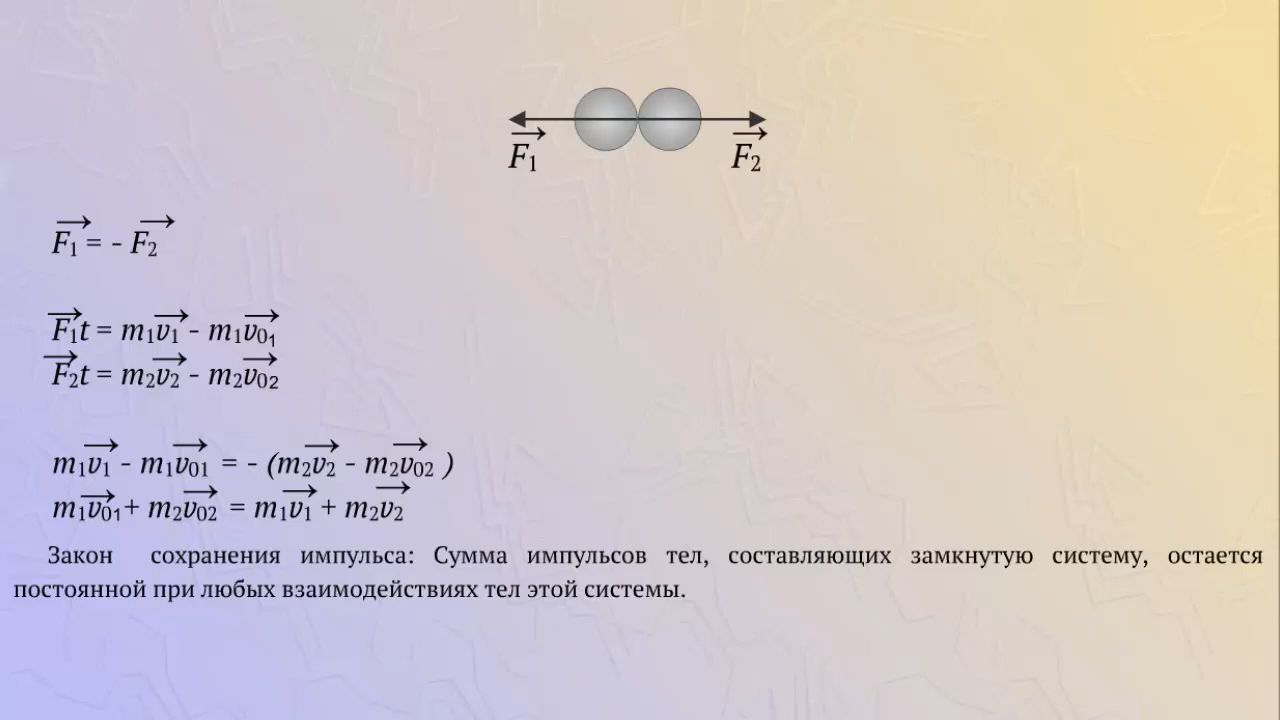 F₁ F₂
F₁ = - F₂
F₁t = m₁v₁ - m₁v₀₁
F₂t = m₂v₂ - m₂v₀₂
m₁v₁ - m₁v₀₁ = - (m₂v₂ - m₂v₀₂ )
m₁v₀₁ + m₂v₀₂ = m₁v₁ + m₂v₂
Закон сохранения импульса: Сумма импульсов тел, составляющих замкнутую систему, остается
постоянной при любых взаимодействиях тел этой системы.